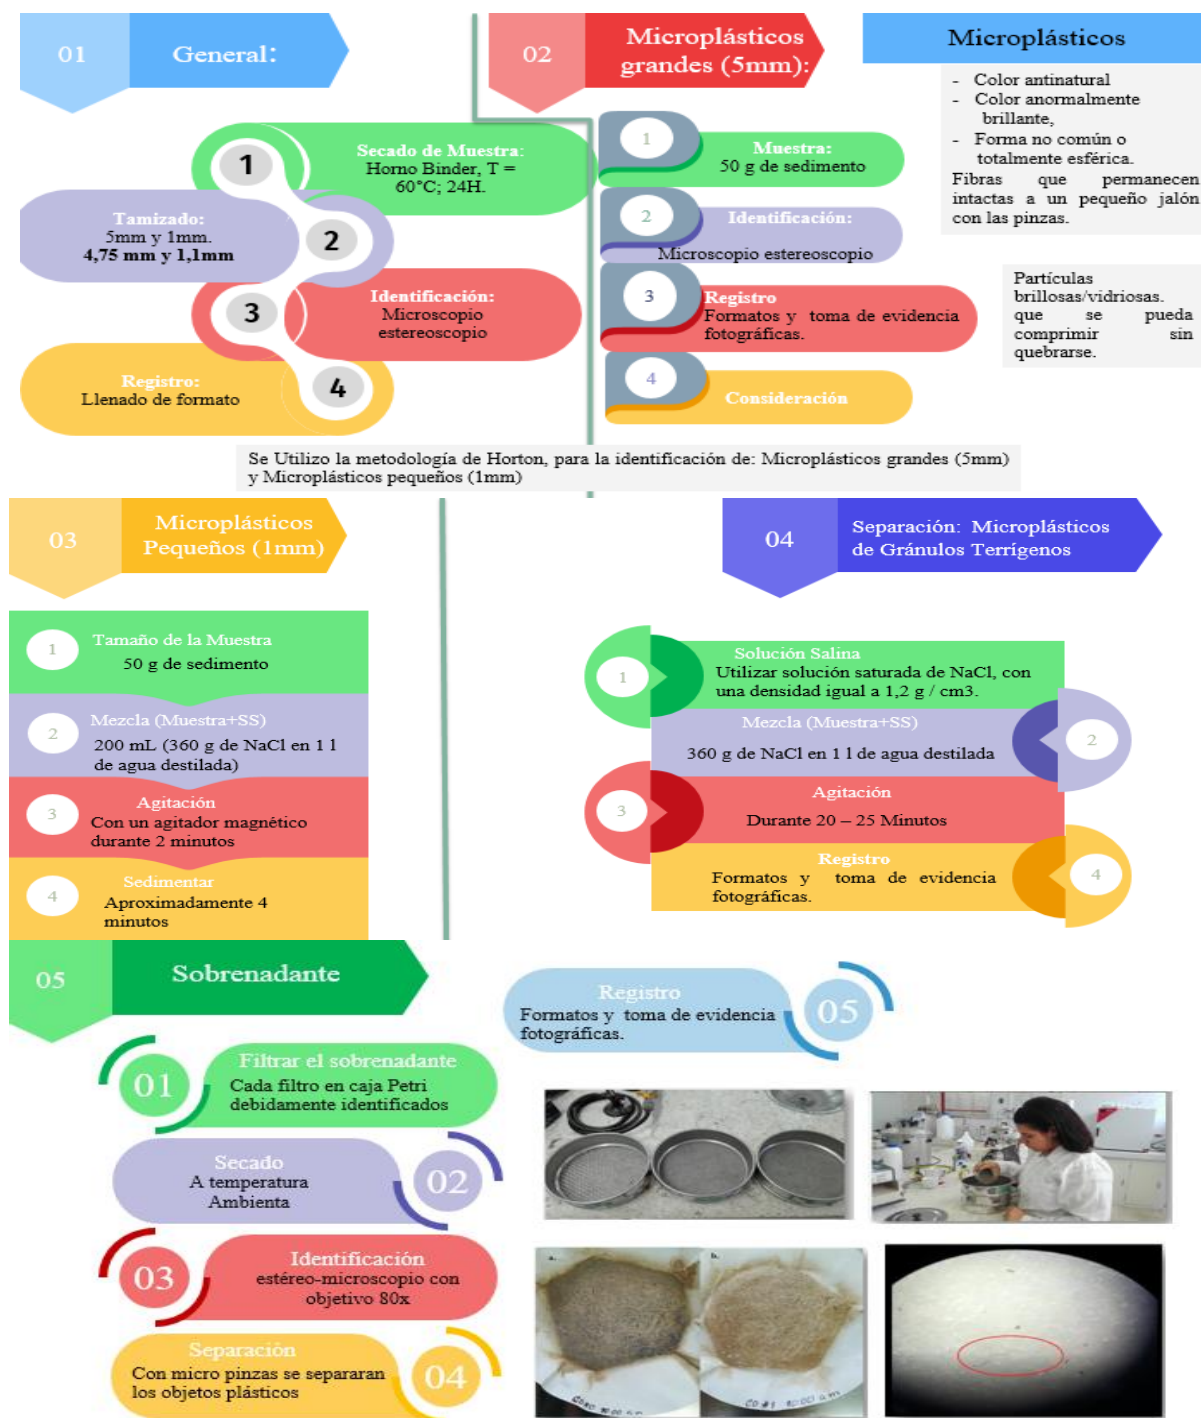 01
General:
1
Secado de Muestra:
Horno Binder, T =
60°C; 24H.
Tamizado:
5mm y 1mm.
4,75 mm y 1,1mm
2
3
Identificación:
Microscopio
estereoscopio
Registro:
Llenado de formato
4
02
Microplásticos
grandes (5mm):
1
Muestra:
50 g de sedimento
2
Identificación:
Microscopio estereoscopio
3
Registro
Formatos y toma de evidencia
fotográficas.
4
Consideración
Microplásticos
- Color antinatural
- Color anormalmente
brillante,
- Forma no común o
totalmente esférica.
Fibras que permanecen
intactas a un pequeño jalón
con las pinzas.
Partículas
brillosas/vidriosas.
que se pueda
comprimir sin
quebrarse.
Se Utilizo la metodología de Horton, para la identificación de: Microplásticos grandes (5mm)
y Microplásticos pequeños (1mm)
03
Microplásticos
Pequeños (1mm)
1
Tamaño de la Muestra
50 g de sedimento
2
Mezcla (Muestra+SS)
200 mL (360 g de NaCl en 1 l
de agua destilada)
3
Agitación
Con un agitador magnético
durante 2 minutos
4
Sedimentar
Aproximadamente 4
minutos
04
Separación: Microplásticos
de Gránulos Terrígenos
1
Solución Salina
Utilizar solución saturada de NaCl, con
una densidad igual a 1,2 g / cm3.
Mezcla (Muestra+SS)
360 g de NaCl en 1 l de agua destilada
2
3
Agitación
Durante 20 – 25 Minutos
Registro
Formatos y toma de evidencia
fotográficas.
4
05
Sobrenadante
01
Filtrar el sobrenadante
Cada filtro en caja Petri
debidamente identificados
Secado
A temperatura
Ambienta
02
03
Identificación
estéreo-microscopio con
objetivo 80x
Separación
Con micro pinzas se separaran
los objetos plásticos
04
Registro
Formatos y toma de evidencia
fotográficas.
05
a.
b.